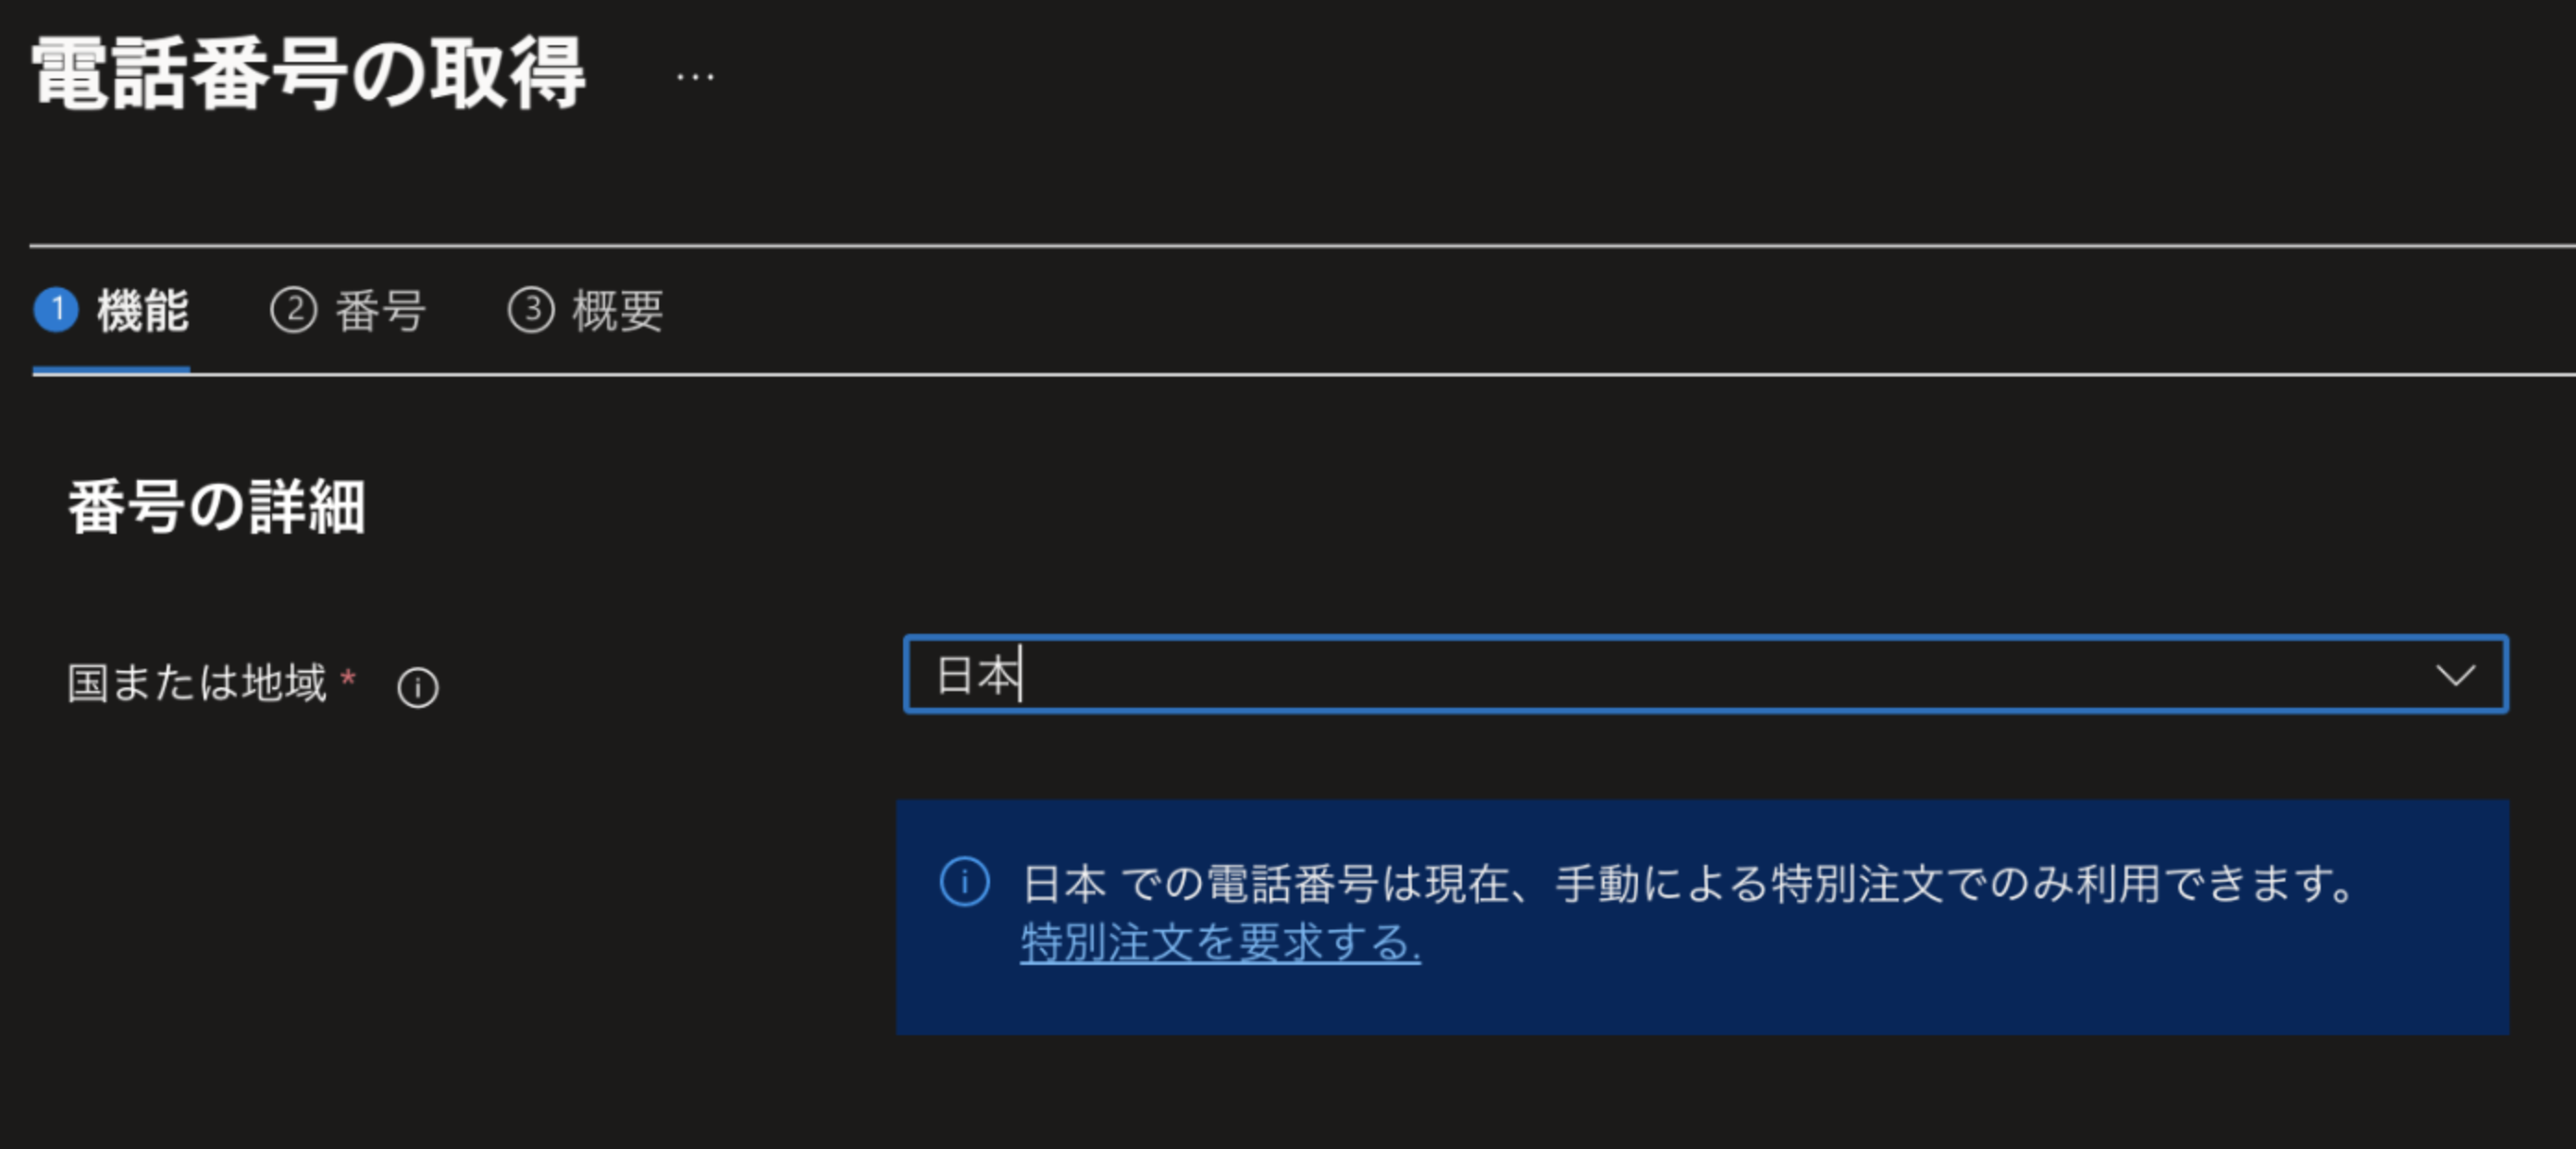 電話番号の取得 …
1 機能 2 番号 3 概要
番号の詳細
国または地域 * 日本
日本 での電話番号は現在、手動による特別注文でのみ利用できます。
特別注文を要求する.